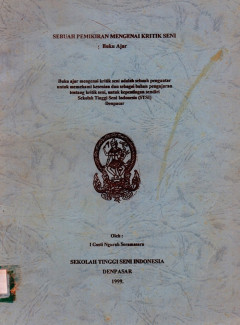 SEBUAH PEMIKIRAN MENGENAI KRITIK SENI
: Buku Ajar
Buku ajar mengenai kritik seni adalah sebuah pengantar
untuk memahami kesenian dan sebagai bahan pengajaran
tentang kritik seni, untuk kepentingan sendiri
Sekolah Tinggi Seni Indonesia (STSI)
Denpasar
Oleh :
I Gusti Ngurah Seramasara
SEKOLAH TINGGI SENI INDONESIA
DENPASAR
1999.